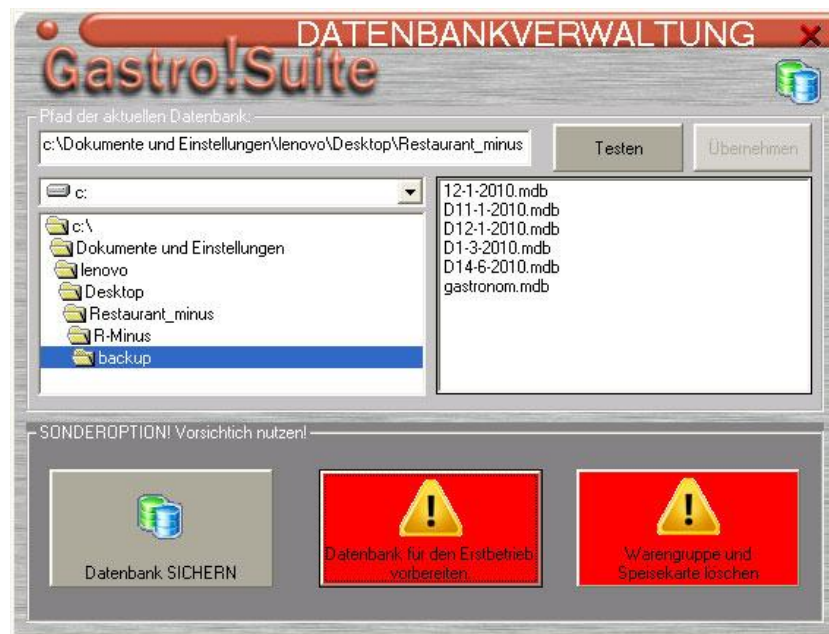 DATENBANKVERWALTUNG
Gastro!Suite
Pfad der aktuellen Datenbank:
c:\Dokumente und Einstellungen\lenovo\Desktop\Restaurant_minus
Testen
Übernehmen
c:
c:\
Dokumente und Einstellungen
lenovo
Desktop
Restaurant_minus
R-Minus
backup
12-1-2010.mdb
D11-1-2010.mdb
D12-1-2010.mdb
D1-3-2010.mdb
D14-6-2010.mdb
gastronom.mdb
SONDEROPTION! Vorsichtich nutzen!
Datenbank SICHERN
Datenbank für den Erstbetrieb
vorbereiten.
Warengruppe und
Speisekarte löschen